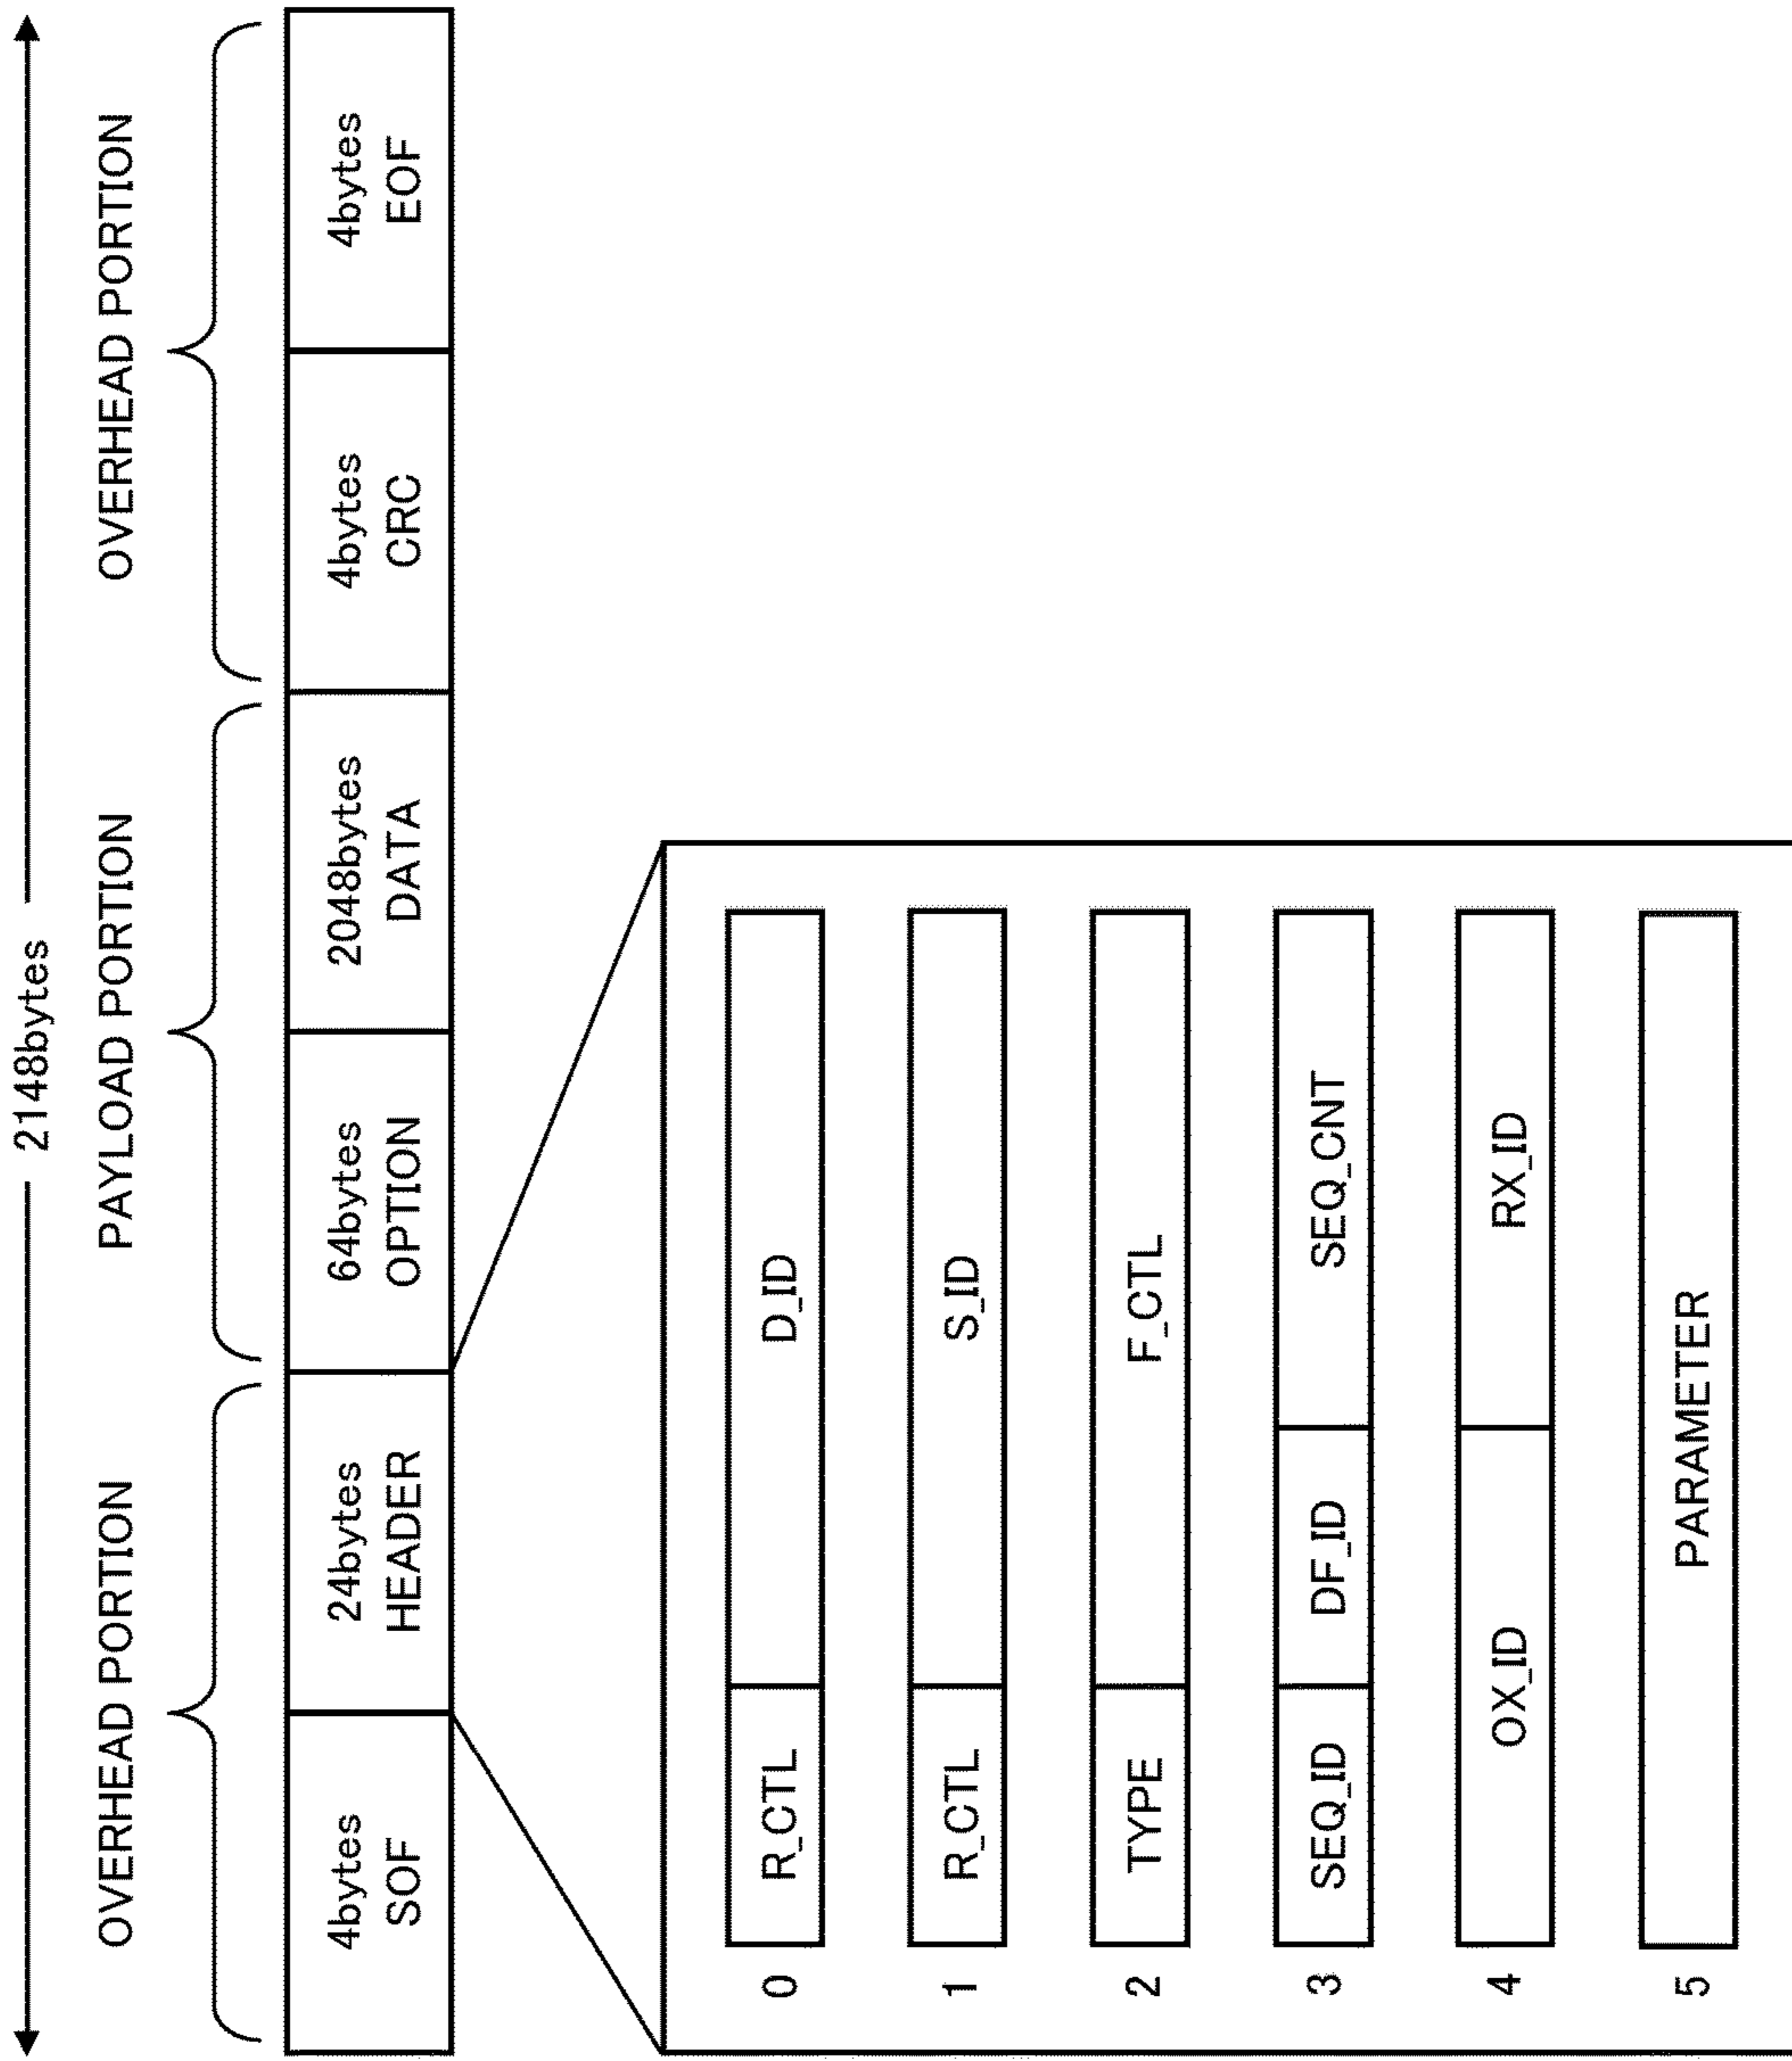 2148bytes
OVERHEAD PORTION
PAYLOAD PORTION
OVERHEAD PORTION
4bytes
SOF
24bytes
HEADER
64bytes
OPTION
2048bytes
DATA
4bytes
CRC
4bytes
EOF
0 R_CTL D_ID
1 R_CTL S_ID
2 TYPE F_CTL
3 SEQ_ID DF_ID SEQ_CNT
4 OX_ID RX_ID
5 PARAMETER